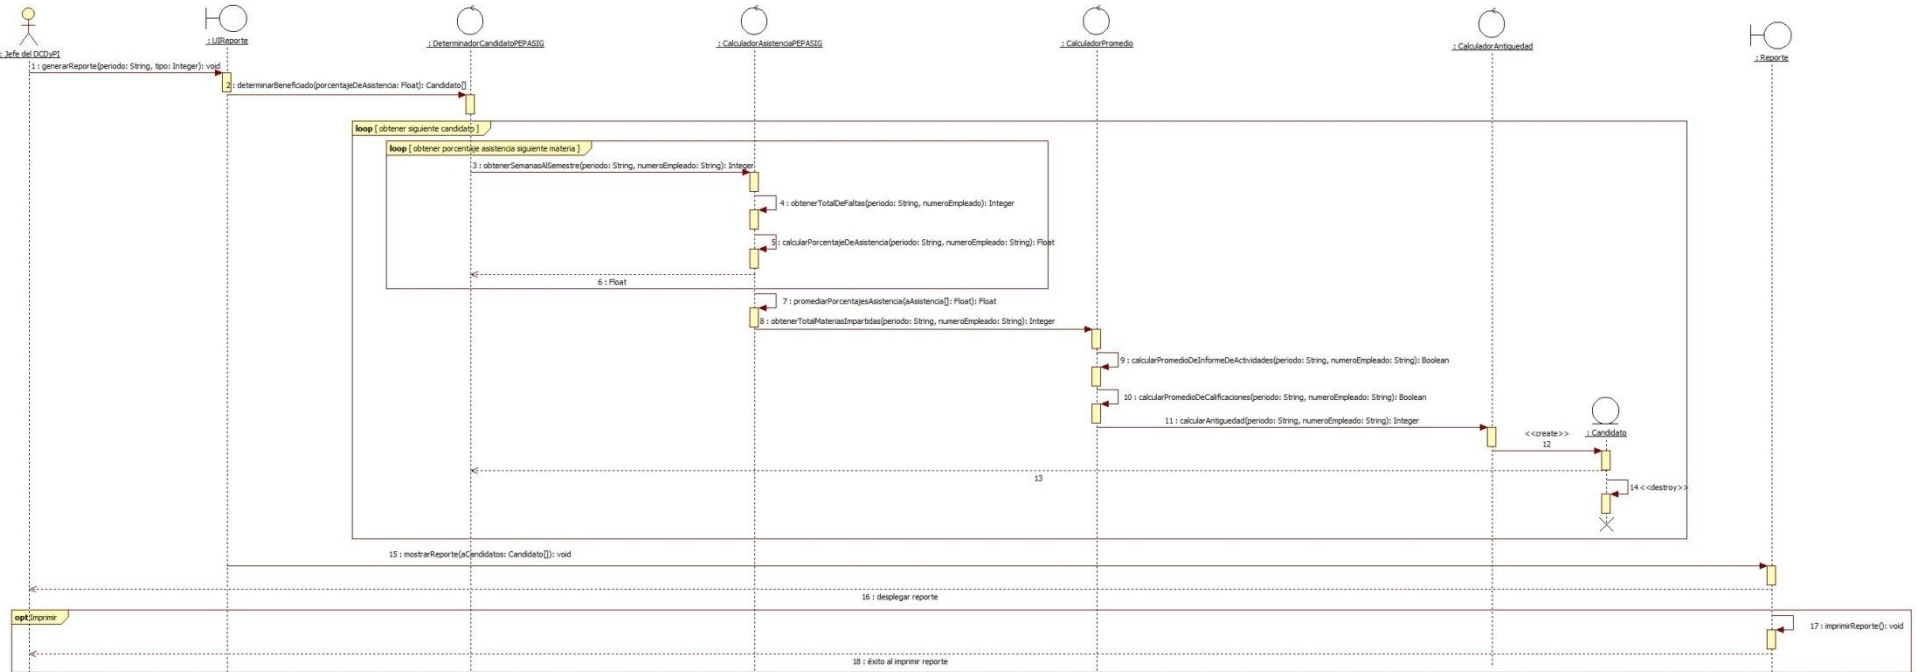 : Jefe del DCDyPI
: UIReporte
: DeterminadorCandidatoPEPASIG
: CalculadorAsistenciaPEPASIG
: CalculadorPromedio
: CalculadorAntiguedad
: Reporte
1 : generarReporte(periodo: String, tipo: Integer): void
2 : determinarBeneficiado(porcentajeDeAsistencia: Float): Candidato[]
loop [ obtener siguiente candidato ]
loop [ obtener porcentaje asistencia siguiente materia ]
3 : obtenerSemanasAlSemestre(periodo: String, numeroEmpleado: String): Integer
4 : obtenerTotalDeFaltas(periodo: String, numeroEmpleado): Integer
5 : calcularPorcentajeDeAsistencia(periodo: String, numeroEmpleado: String): Float
6 : Float
7 : promediarPorcentajesAsistencia(aAsistencia[]: Float): Float
8 : obtenerTotalMateriasImpartidas(periodo: String, numeroEmpleado: String): Integer
9 : calcularPromedioDeInformeDeActividades(periodo: String, numeroEmpleado: String): Boolean
10 : calcularPromedioDeCalificaciones(periodo: String, numeroEmpleado: String): Boolean
11 : calcularAntiguedad(periodo: String, numeroEmpleado: String): Integer
<<create>>
12
: Candidato
13
14 <<destroy>>
15 : mostrarReporte(aCandidatos: Candidato[]): void
16 : desplegar reporte
opt Imprimir
17 : imprimirReporte(): void
18 : éxito al imprimir reporte